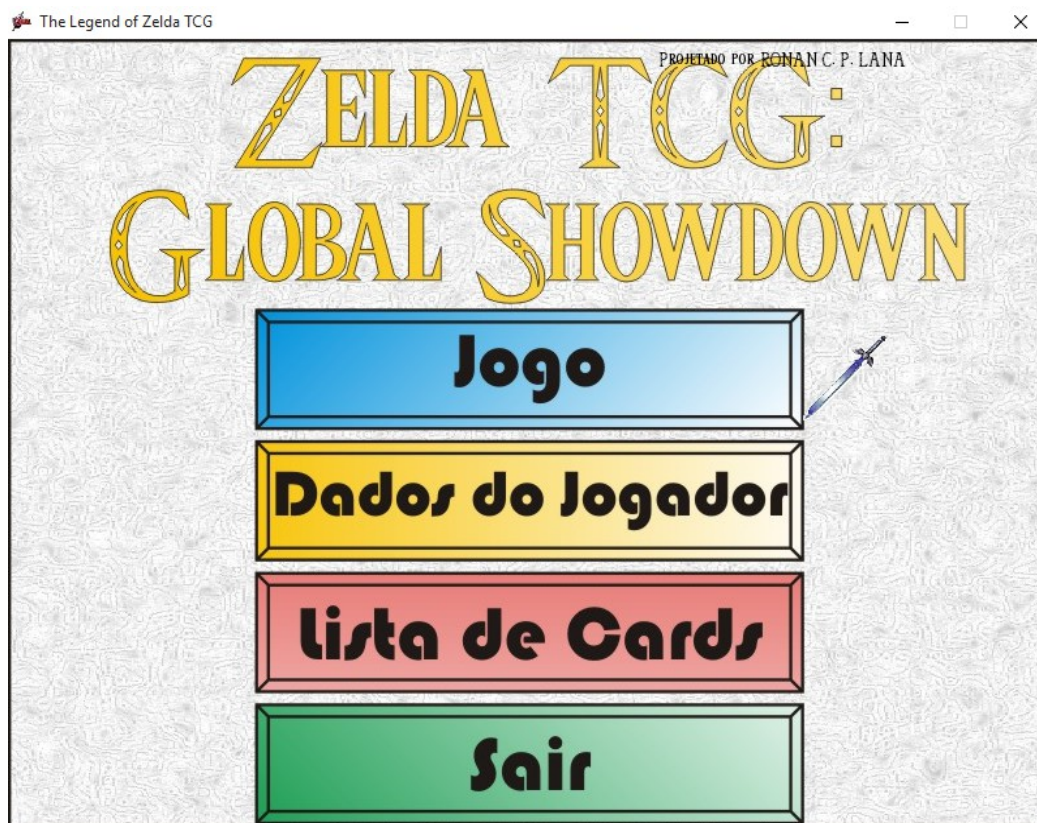 The Legend of Zelda TCG
Projetado por RONAN C. P. LANA
Zelda TCG:
Global Showdown
Jogo
Dados do Jogador
Lista de Cards
Sair